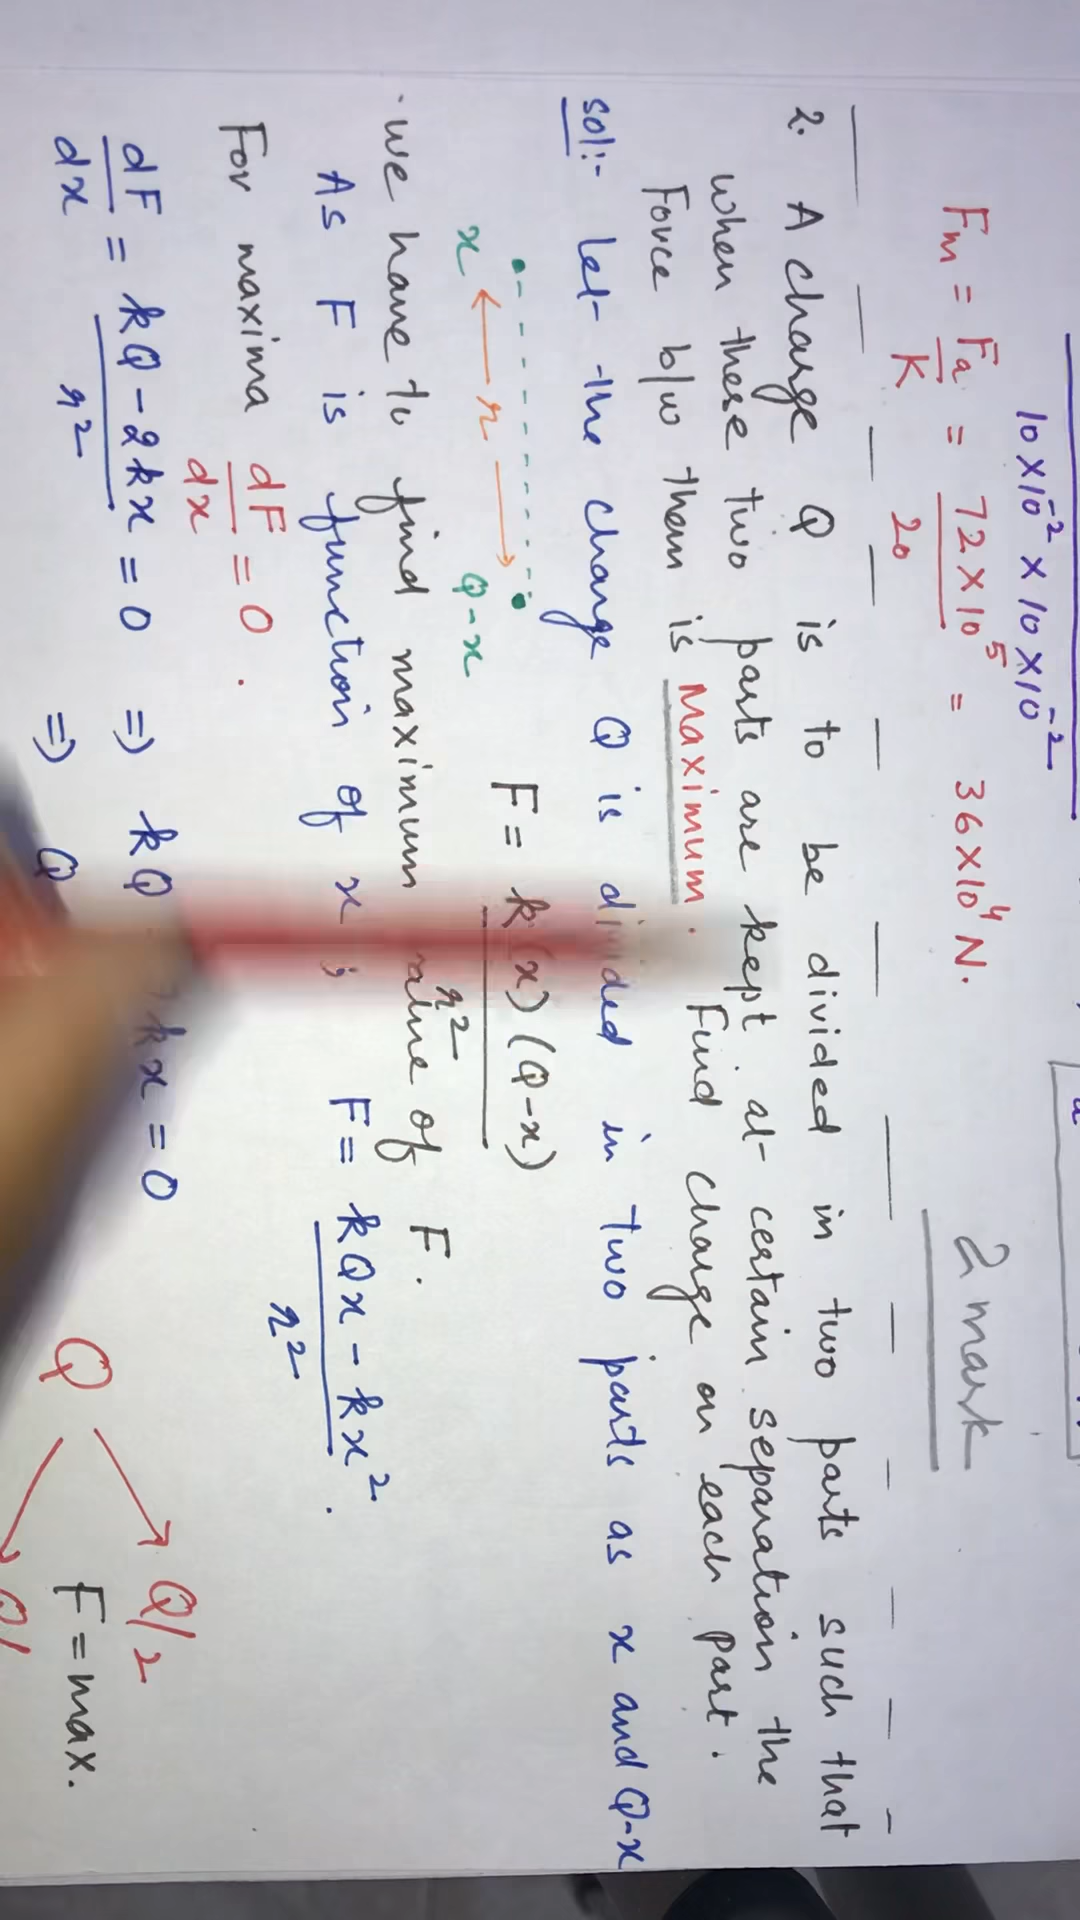 10×10⁻² × 10×10⁻²
Fm = Fa/K = 72×10⁵/20 = 36×10⁴ N.
2 mark
2. A charge Q is to be divided in two parts such that
when these two parts are kept at certain separation the
Force b/w them is Maximum. Find charge on each part.
Sol:- Let the charge Q is divided in two parts as x and Q-x
x ← r → Q-x
F = k(x)(Q-x)/r²
· we have to find maximum value of F.
As F is function of x, F = kQx - kx²/r².
For maxima dF/dx = 0.
dF/dx = kQ - 2kx/r² = 0 ⇒ kQ kx = 0
⇒ Q
Q Q/2
F = max.